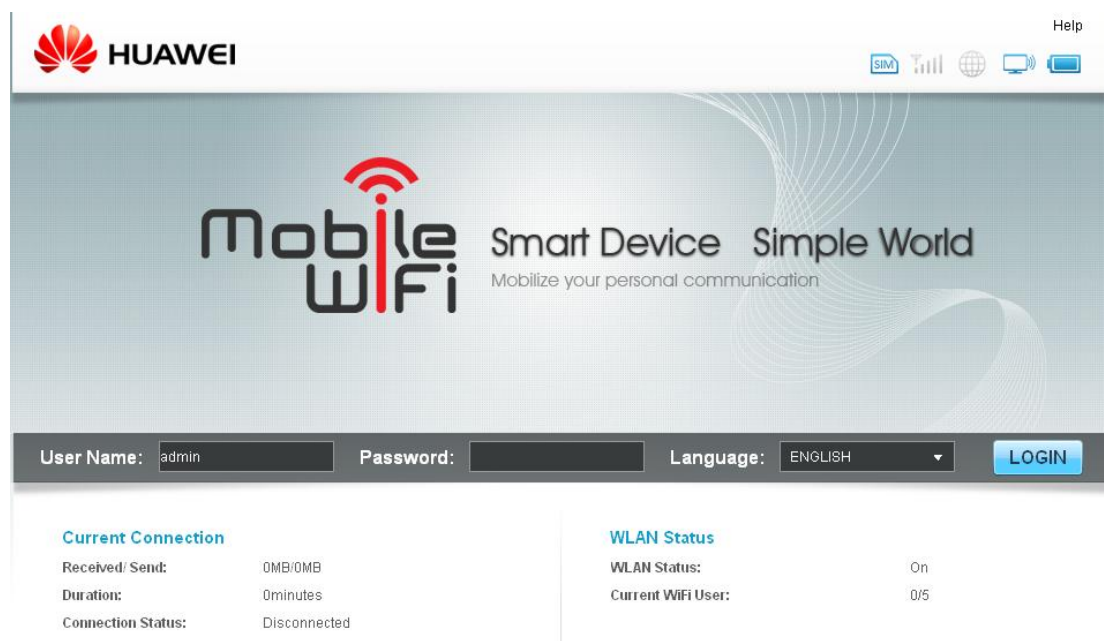 Help
HUAWEI
SIM
Mobile
WiFi
Smart Device Simple World
Mobilize your personal communication
User Name: admin Password: Language: ENGLISH LOGIN
Current Connection WLAN Status
Received/ Send: 0MB/0MB WLAN Status: On
Duration: 0minutes Current WiFi User: 0/5
Connection Status: Disconnected